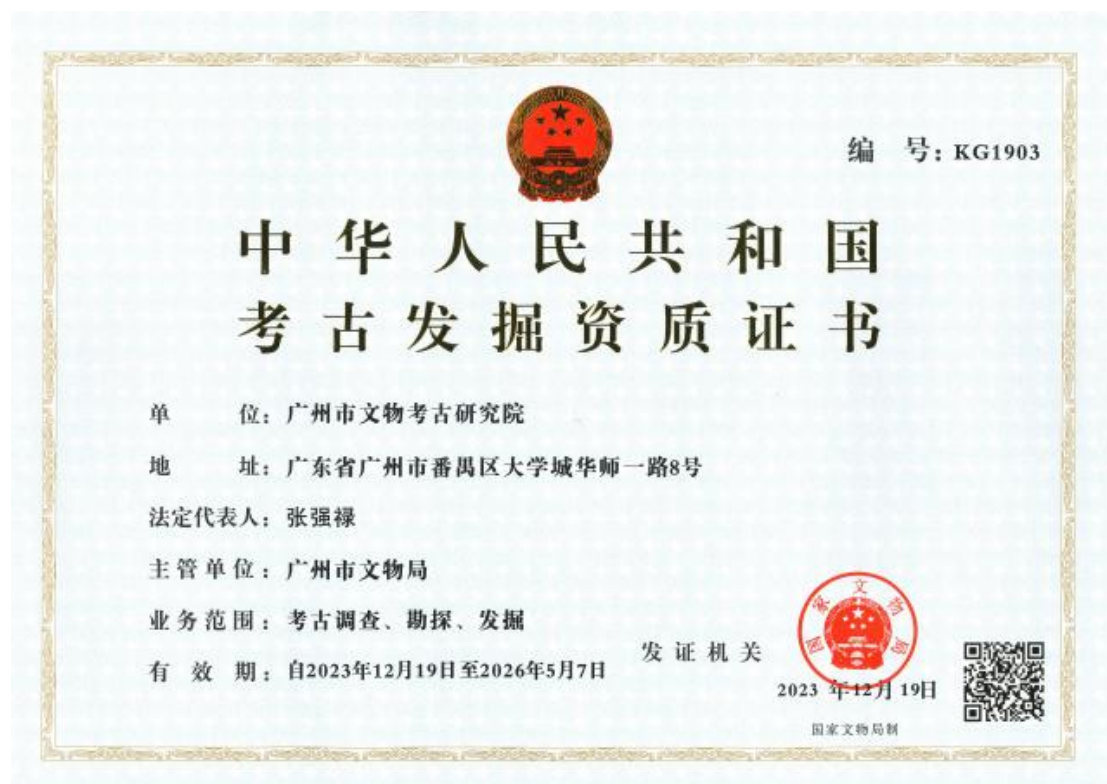 编 号：KG1903
中华人民共和国
考古发掘资质证书
单 位：广州市文物考古研究院
地 址：广东省广州市番禺区大学城华师一路8号
法定代表人：张强禄
主管单位：广州市文物局
业务范围：考古调查、勘探、发掘
有 效 期：自2023年12月19日至2026年5月7日
发证机关
国家文物局
2023 年12月 19日
国家文物局制